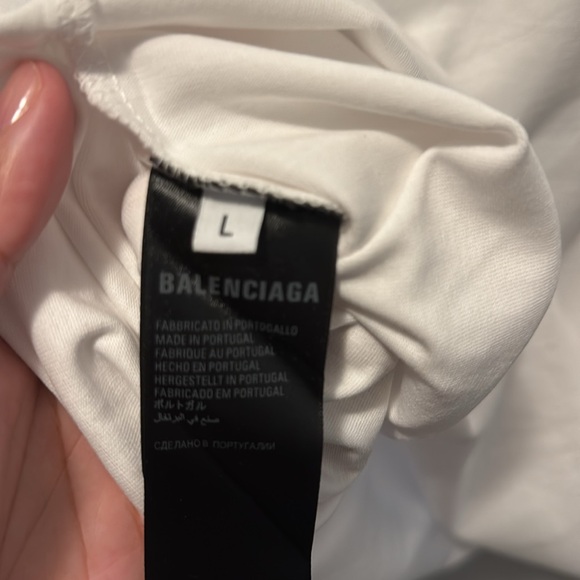 L
BALENCIAGA
FABBRICATO IN PORTOGALLO
MADE IN PORTUGAL
FABRIQUE AU PORTUGAL
HECHO EN PORTUGAL
HERGESTELLT IN PORTUGAL
FABRICADO EM PORTUGAL
ポルトガル
صنع في البرتغال
СДЕЛАНО В ПОРТУГАЛИИ